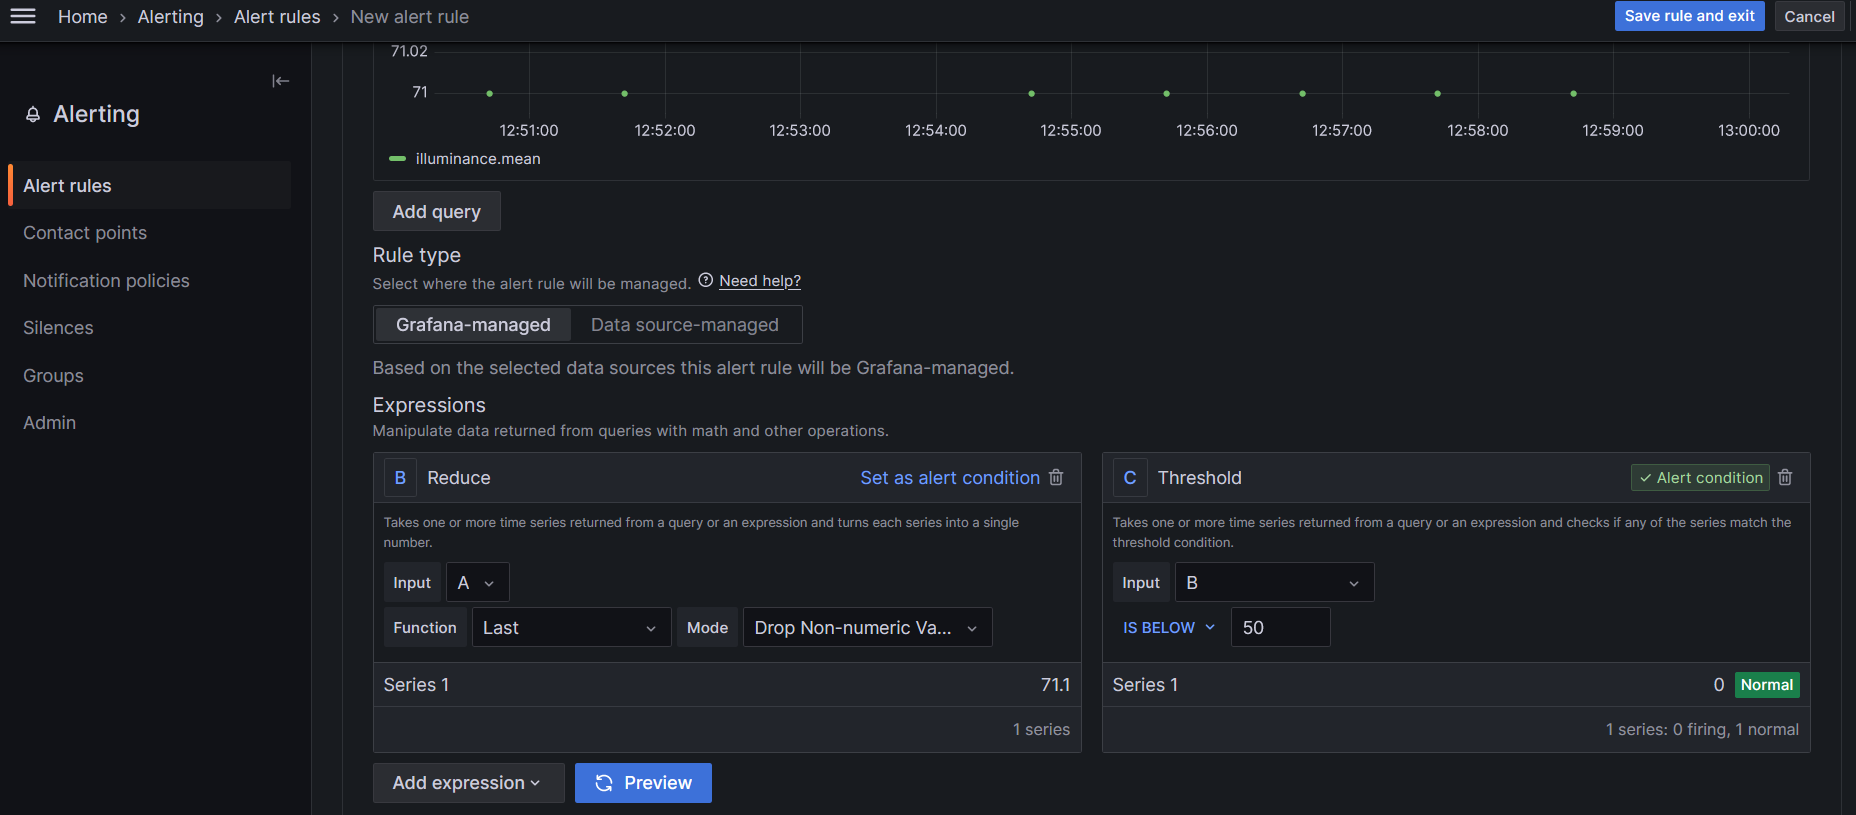 Home › Alerting › Alert rules › New alert rule
Save rule and exit Cancel
Alerting
Alert rules
Contact points
Notification policies
Silences
Groups
Admin
71.02
71
12:51:00 12:52:00 12:53:00 12:54:00 12:55:00 12:56:00 12:57:00 12:58:00 12:59:00 13:00:00
illuminance.mean
Add query
Rule type
Select where the alert rule will be managed. Need help?
Grafana-managed Data source-managed
Based on the selected data sources this alert rule will be Grafana-managed.
Expressions
Manipulate data returned from queries with math and other operations.
B Reduce Set as alert condition
Takes one or more time series returned from a query or an expression and turns each series into a single
number.
Input A
Function Last Mode Drop Non-numeric Va...
Series 1 71.1
1 series
C Threshold Alert condition
Takes one or more time series returned from a query or an expression and checks if any of the series match the
threshold condition.
Input B
IS BELOW 50
Series 1 0 Normal
1 series: 0 firing, 1 normal
Add expression Preview